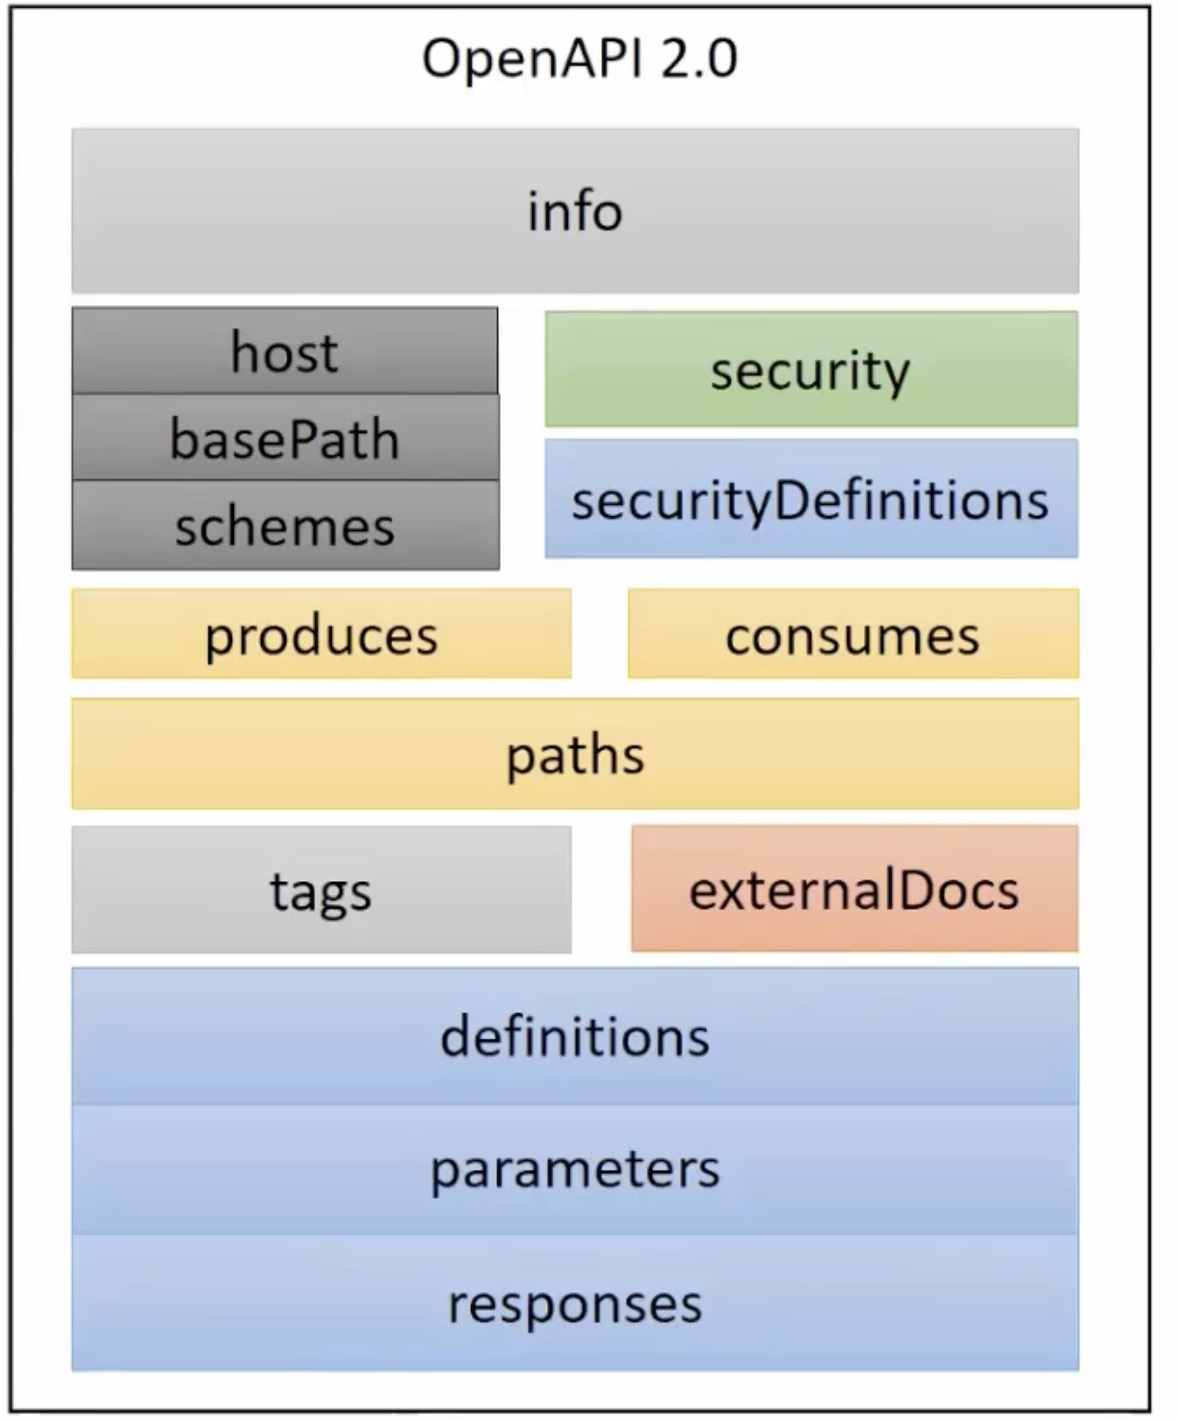 OpenAPI 2.0
info
host
basePath
schemes
security
securityDefinitions
produces
consumes
paths
tags
externalDocs
definitions
parameters
responses